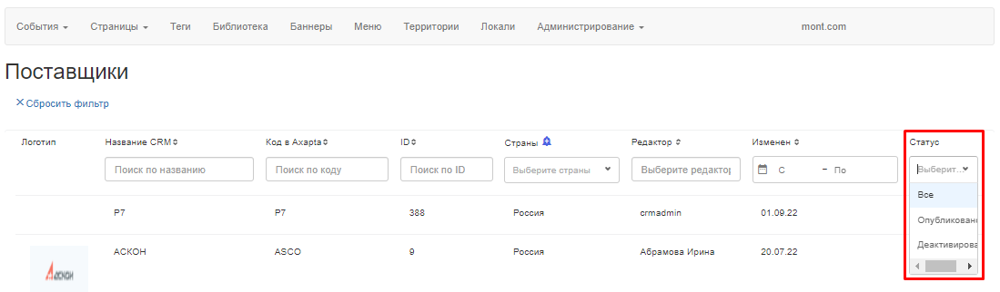 События Страницы Теги Библиотека Баннеры Меню Территории Локали Администрирование mont.com
Поставщики
Сбросить фильтр
Логотип Название CRM Код в Axapta ID Страны Редактор Изменен Статус
Поиск по названию Поиск по коду Поиск по ID Выберите страны Выберите редактор С – По Выберит...
Все
Р7 Р7 388 Россия crmadmin 01.09.22
Опубликован
АСКОН ASCO 9 Россия Абрамова Ирина 20.07.22
Деактивирова
АСКОН